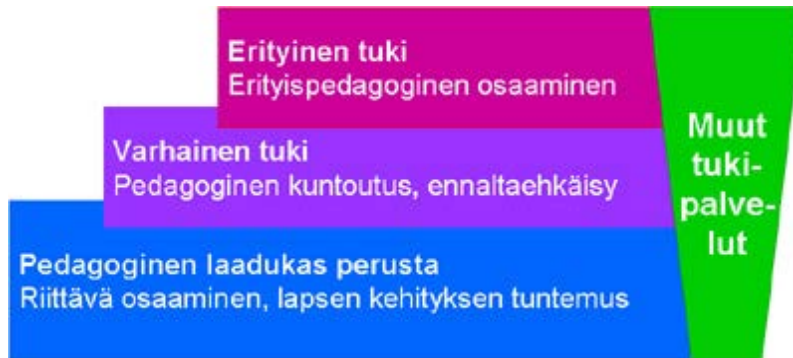 Erityinen tuki
Erityispedagoginen osaaminen
Varhainen tuki
Pedagoginen kuntoutus, ennaltaehkäisy
Pedagoginen laadukas perusta
Riittävä osaaminen, lapsen kehityksen tuntemus
Muut
tuki-
palve-
lut